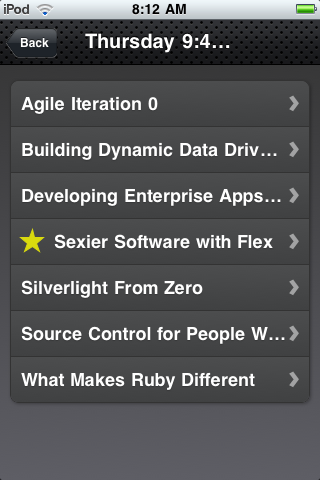 iPod 8:12 AM
Back Thursday 9:4...
Agile Iteration 0
Building Dynamic Data Driv...
Developing Enterprise Apps...
Sexier Software with Flex
Silverlight From Zero
Source Control for People W...
What Makes Ruby Different